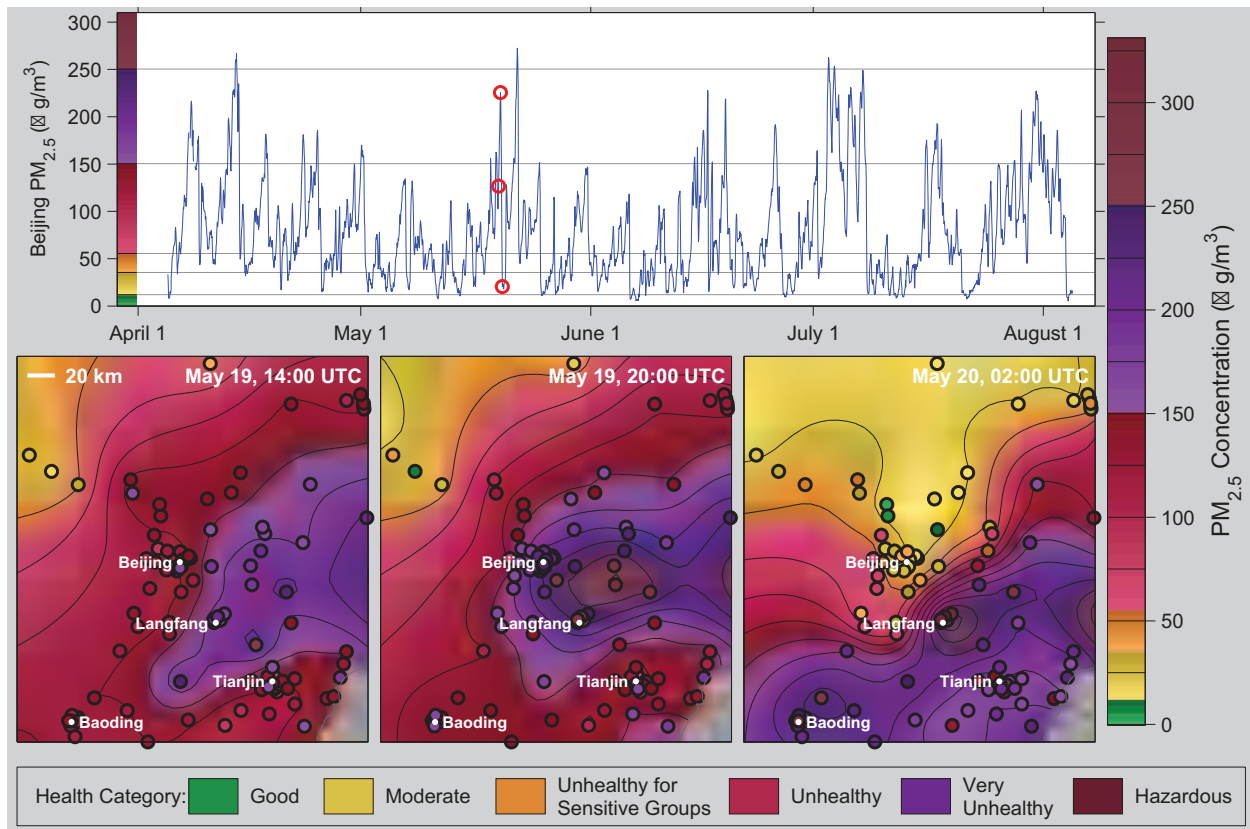 300
250
200
150
100
50
0
Beijing PM2.5 (☒ g/m3)
April 1
May 1
June 1
July 1
August 1
300
250
200
150
100
50
0
PM2.5 Concentration (☒ g/m3)
20 km
May 19, 14:00 UTC
Beijing
Langfang
Tianjin
Baoding
May 19, 20:00 UTC
Beijing
Langfang
Tianjin
Baoding
May 20, 02:00 UTC
Beijing
Langfang
Tianjin
Baoding
Health Category:
Good
Moderate
Unhealthy for
Sensitive Groups
Unhealthy
Very
Unhealthy
Hazardous